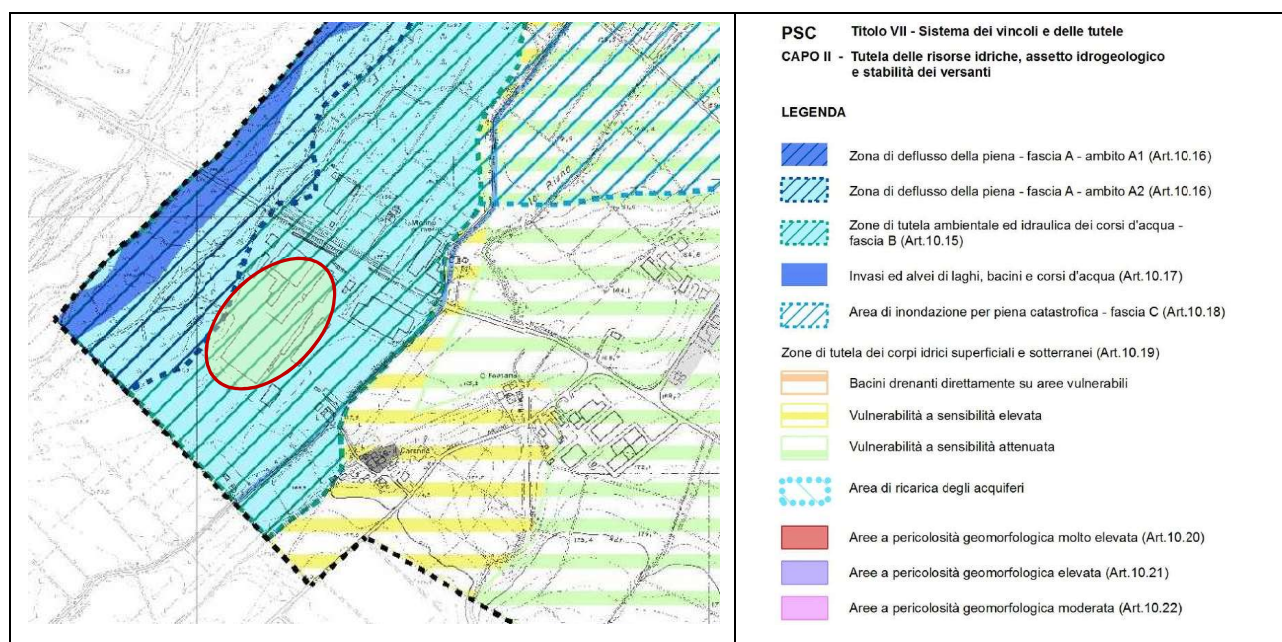 PSC Titolo VII - Sistema dei vincoli e delle tutele
CAPO II - Tutela delle risorse idriche, assetto idrogeologico
e stabilità dei versanti
LEGENDA
Zona di deflusso della piena - fascia A - ambito A1 (Art.10.16)
Zona di deflusso della piena - fascia A - ambito A2 (Art.10.16)
Zone di tutela ambientale ed idraulica dei corsi d'acqua -
fascia B (Art.10.15)
Invasi ed alvei di laghi, bacini e corsi d'acqua (Art.10.17)
Area di inondazione per piena catastrofica - fascia C (Art.10.18)
Zone di tutela dei corpi idrici superficiali e sotterranei (Art.10.19)
Bacini drenanti direttamente su aree vulnerabili
Vulnerabilità a sensibilità elevata
Vulnerabilità a sensibilità attenuata
Area di ricarica degli acquiferi
Aree a pericolosità geomorfologica molto elevata (Art.10.20)
Aree a pericolosità geomorfologica elevata (Art.10.21)
Aree a pericolosità geomorfologica moderata (Art.10.22)